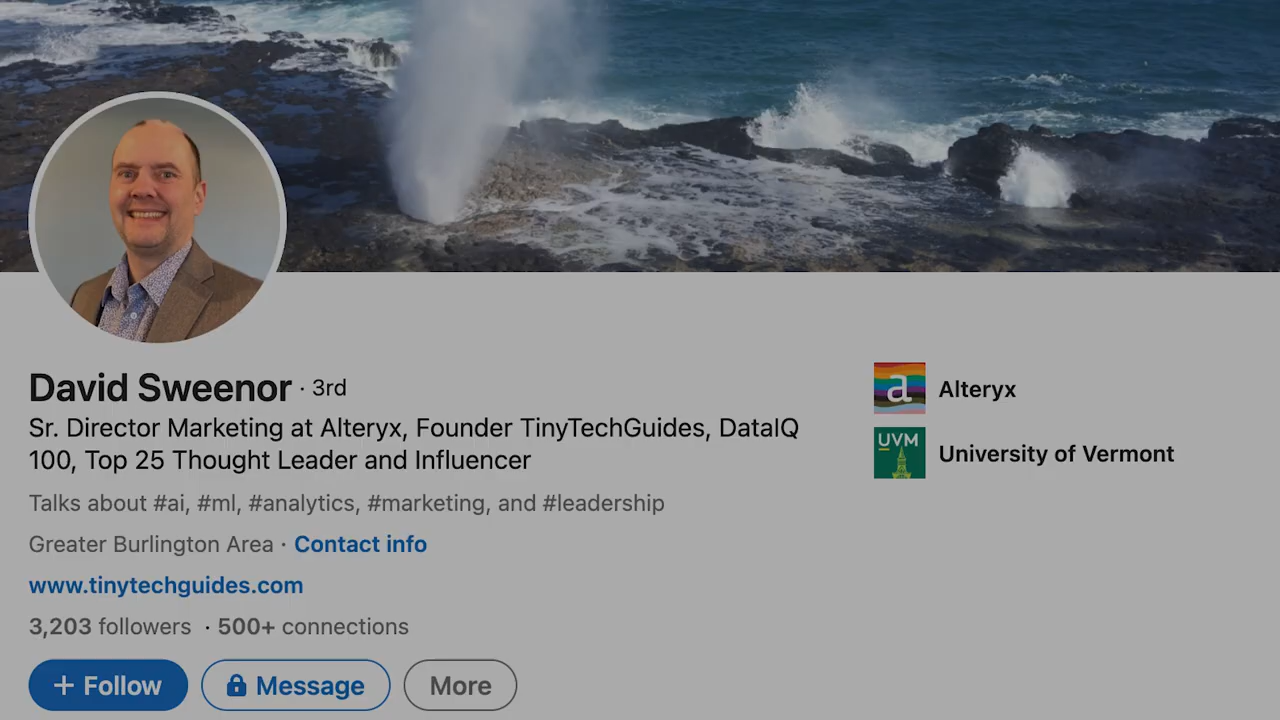 David Sweenor · 3rd
Sr. Director Marketing at Alteryx, Founder TinyTechGuides, DataIQ
100, Top 25 Thought Leader and Influencer
Talks about #ai, #ml, #analytics, #marketing, and #leadership
Greater Burlington Area · Contact info
www.tinytechguides.com
3,203 followers · 500+ connections
+ Follow
Message
More
a
Alteryx
UVM
University of Vermont